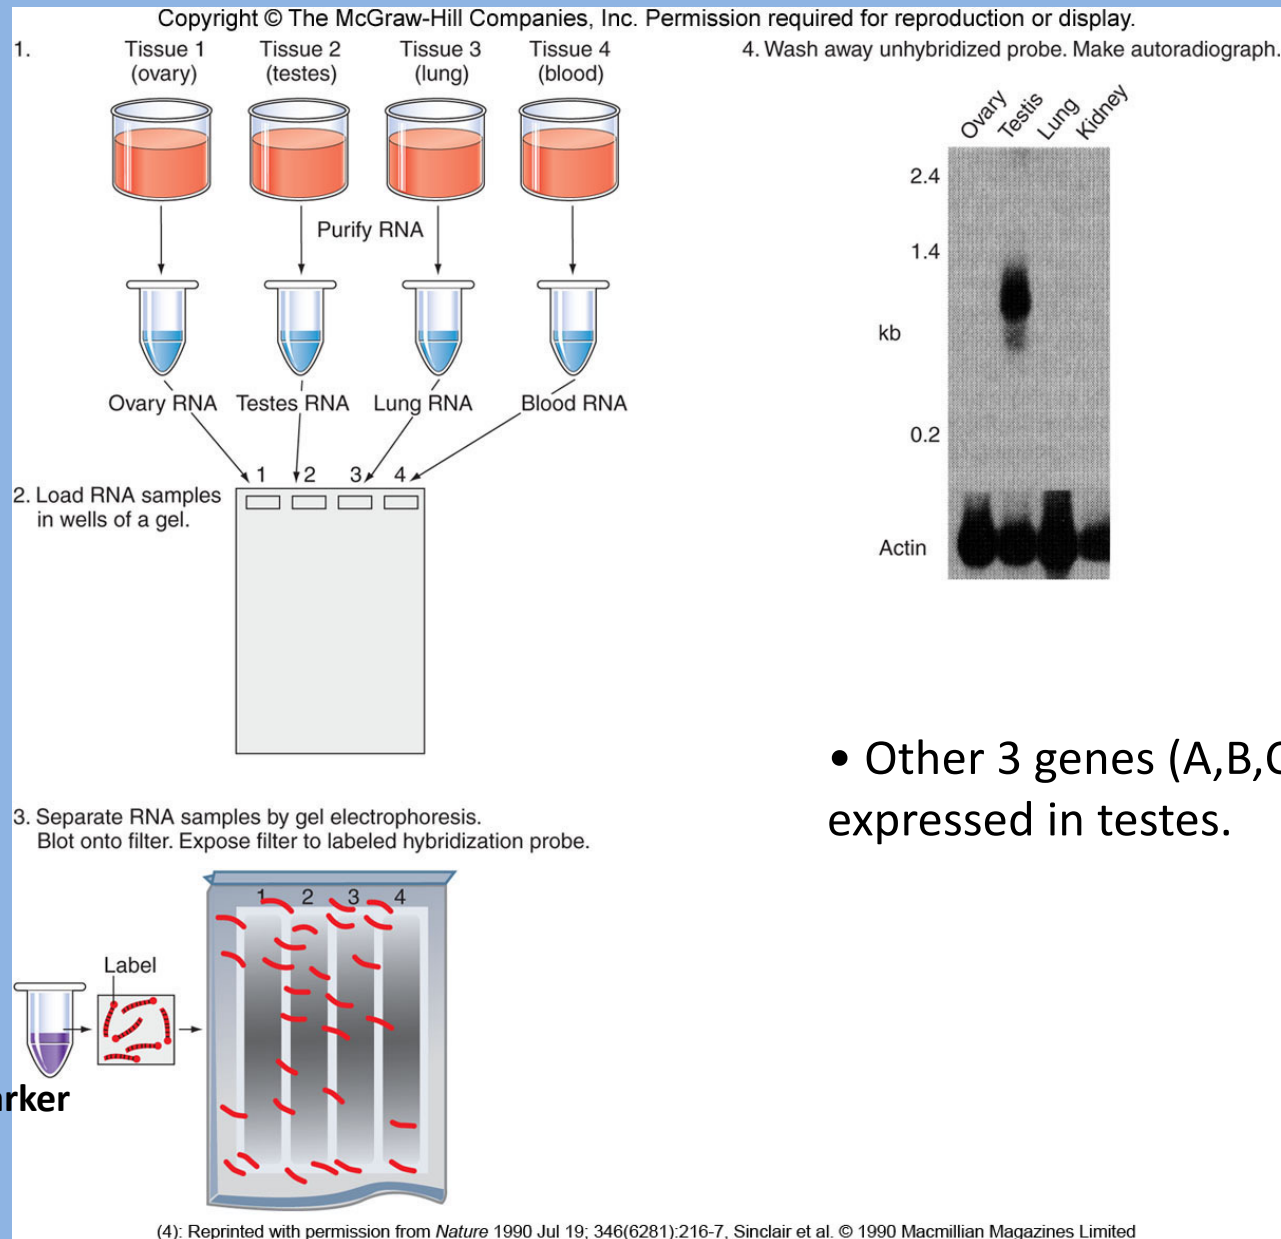 Copyright © The McGraw-Hill Companies, Inc. Permission required for reproduction or display.
1.
Tissue 1
(ovary)
Tissue 2
(testes)
Tissue 3
(lung)
Tissue 4
(blood)
Purify RNA
Ovary RNA
Testes RNA
Lung RNA
Blood RNA
1 2 3 4
2. Load RNA samples
in wells of a gel.
3. Separate RNA samples by gel electrophoresis.
Blot onto filter. Expose filter to labeled hybridization probe.
1 2 3 4
Label
4. Wash away unhybridized probe. Make autoradiograph.
Ovary
Testis
Lung
Kidney
2.4
1.4
kb
0.2
Actin
• Other 3 genes (A,B,
expressed in testes.
(4): Reprinted with permission from Nature 1990 Jul 19; 346(6281):216-7, Sinclair et al. © 1990 Macmillian Magazines Limited